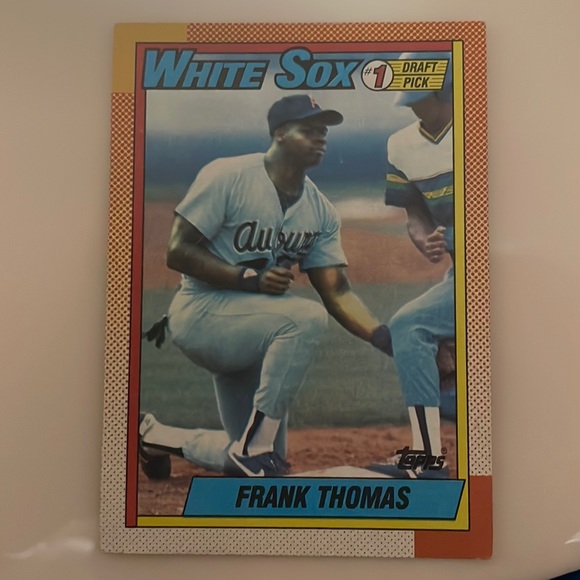 WHITE SOX
#1 DRAFT
PICK
Auburn
Topps
FRANK THOMAS